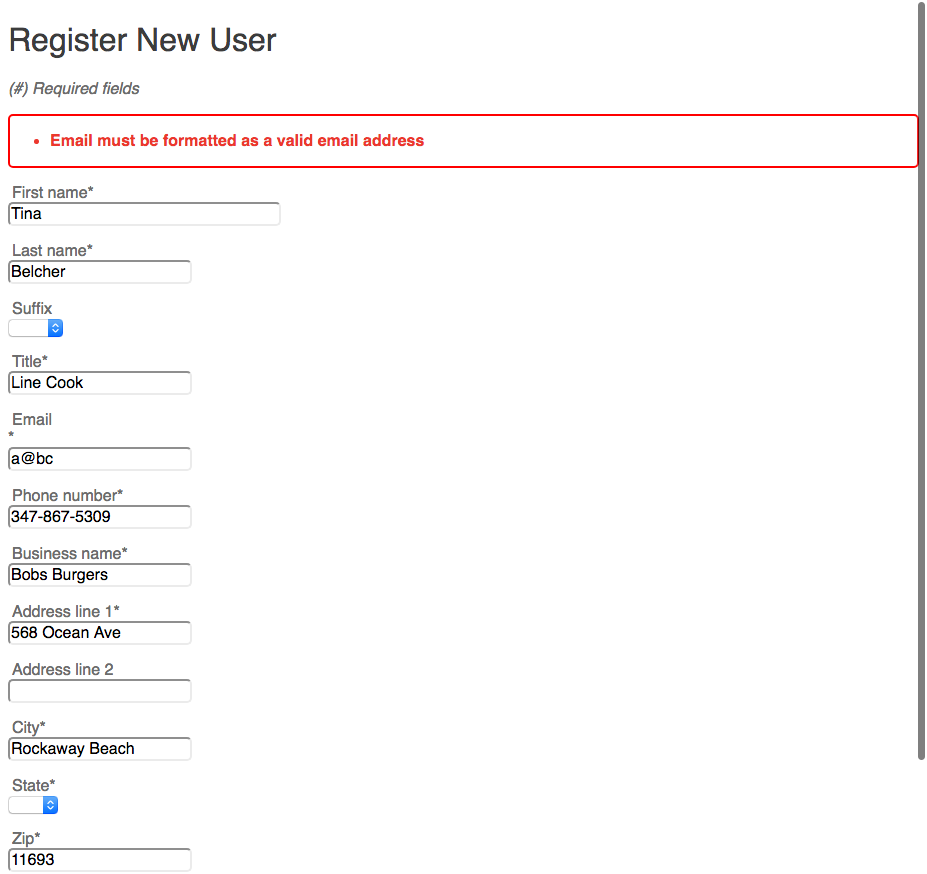 Register New User
(#) Required fields
• Email must be formatted as a valid email address
First name*
Tina
Last name*
Belcher
Suffix
Title*
Line Cook
Email
*
a@bc
Phone number*
347-867-5309
Business name*
Bobs Burgers
Address line 1*
568 Ocean Ave
Address line 2
City*
Rockaway Beach
State*
Zip*
11693